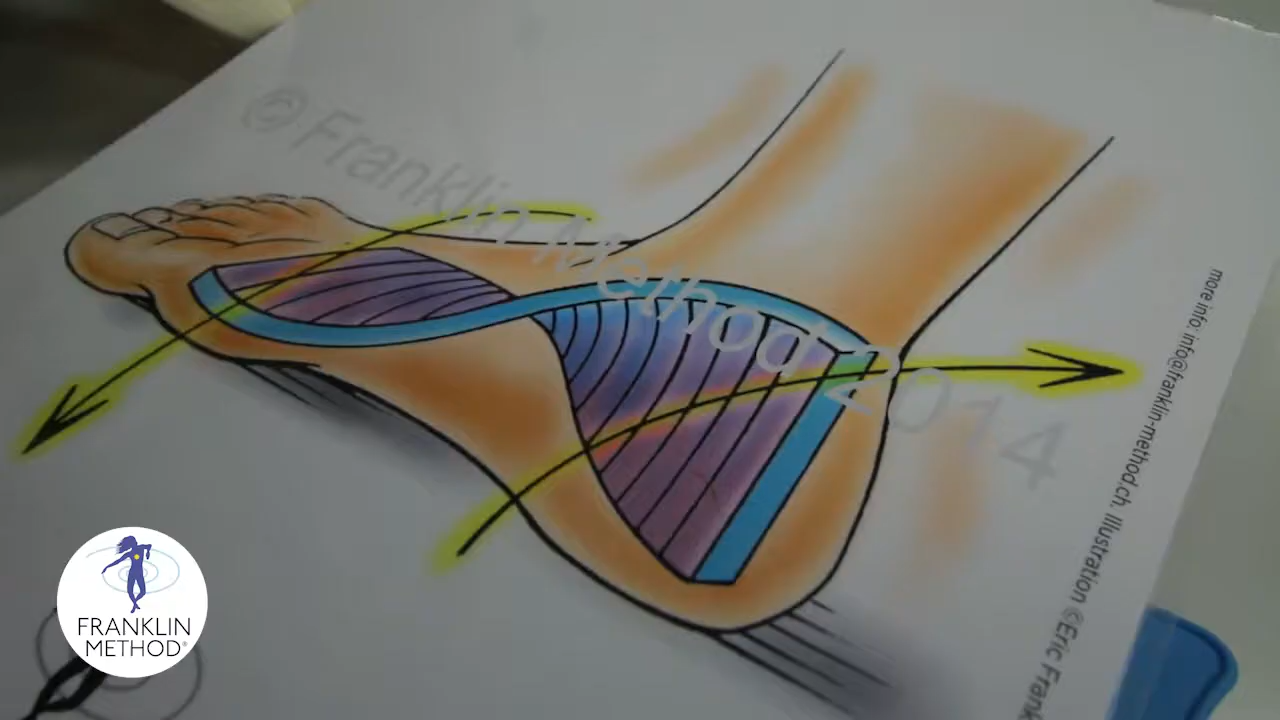 © Franklin Method 2014
more info: info@franklin-method.ch. Illustration ©Eric Frank
FRANKLIN
METHOD®